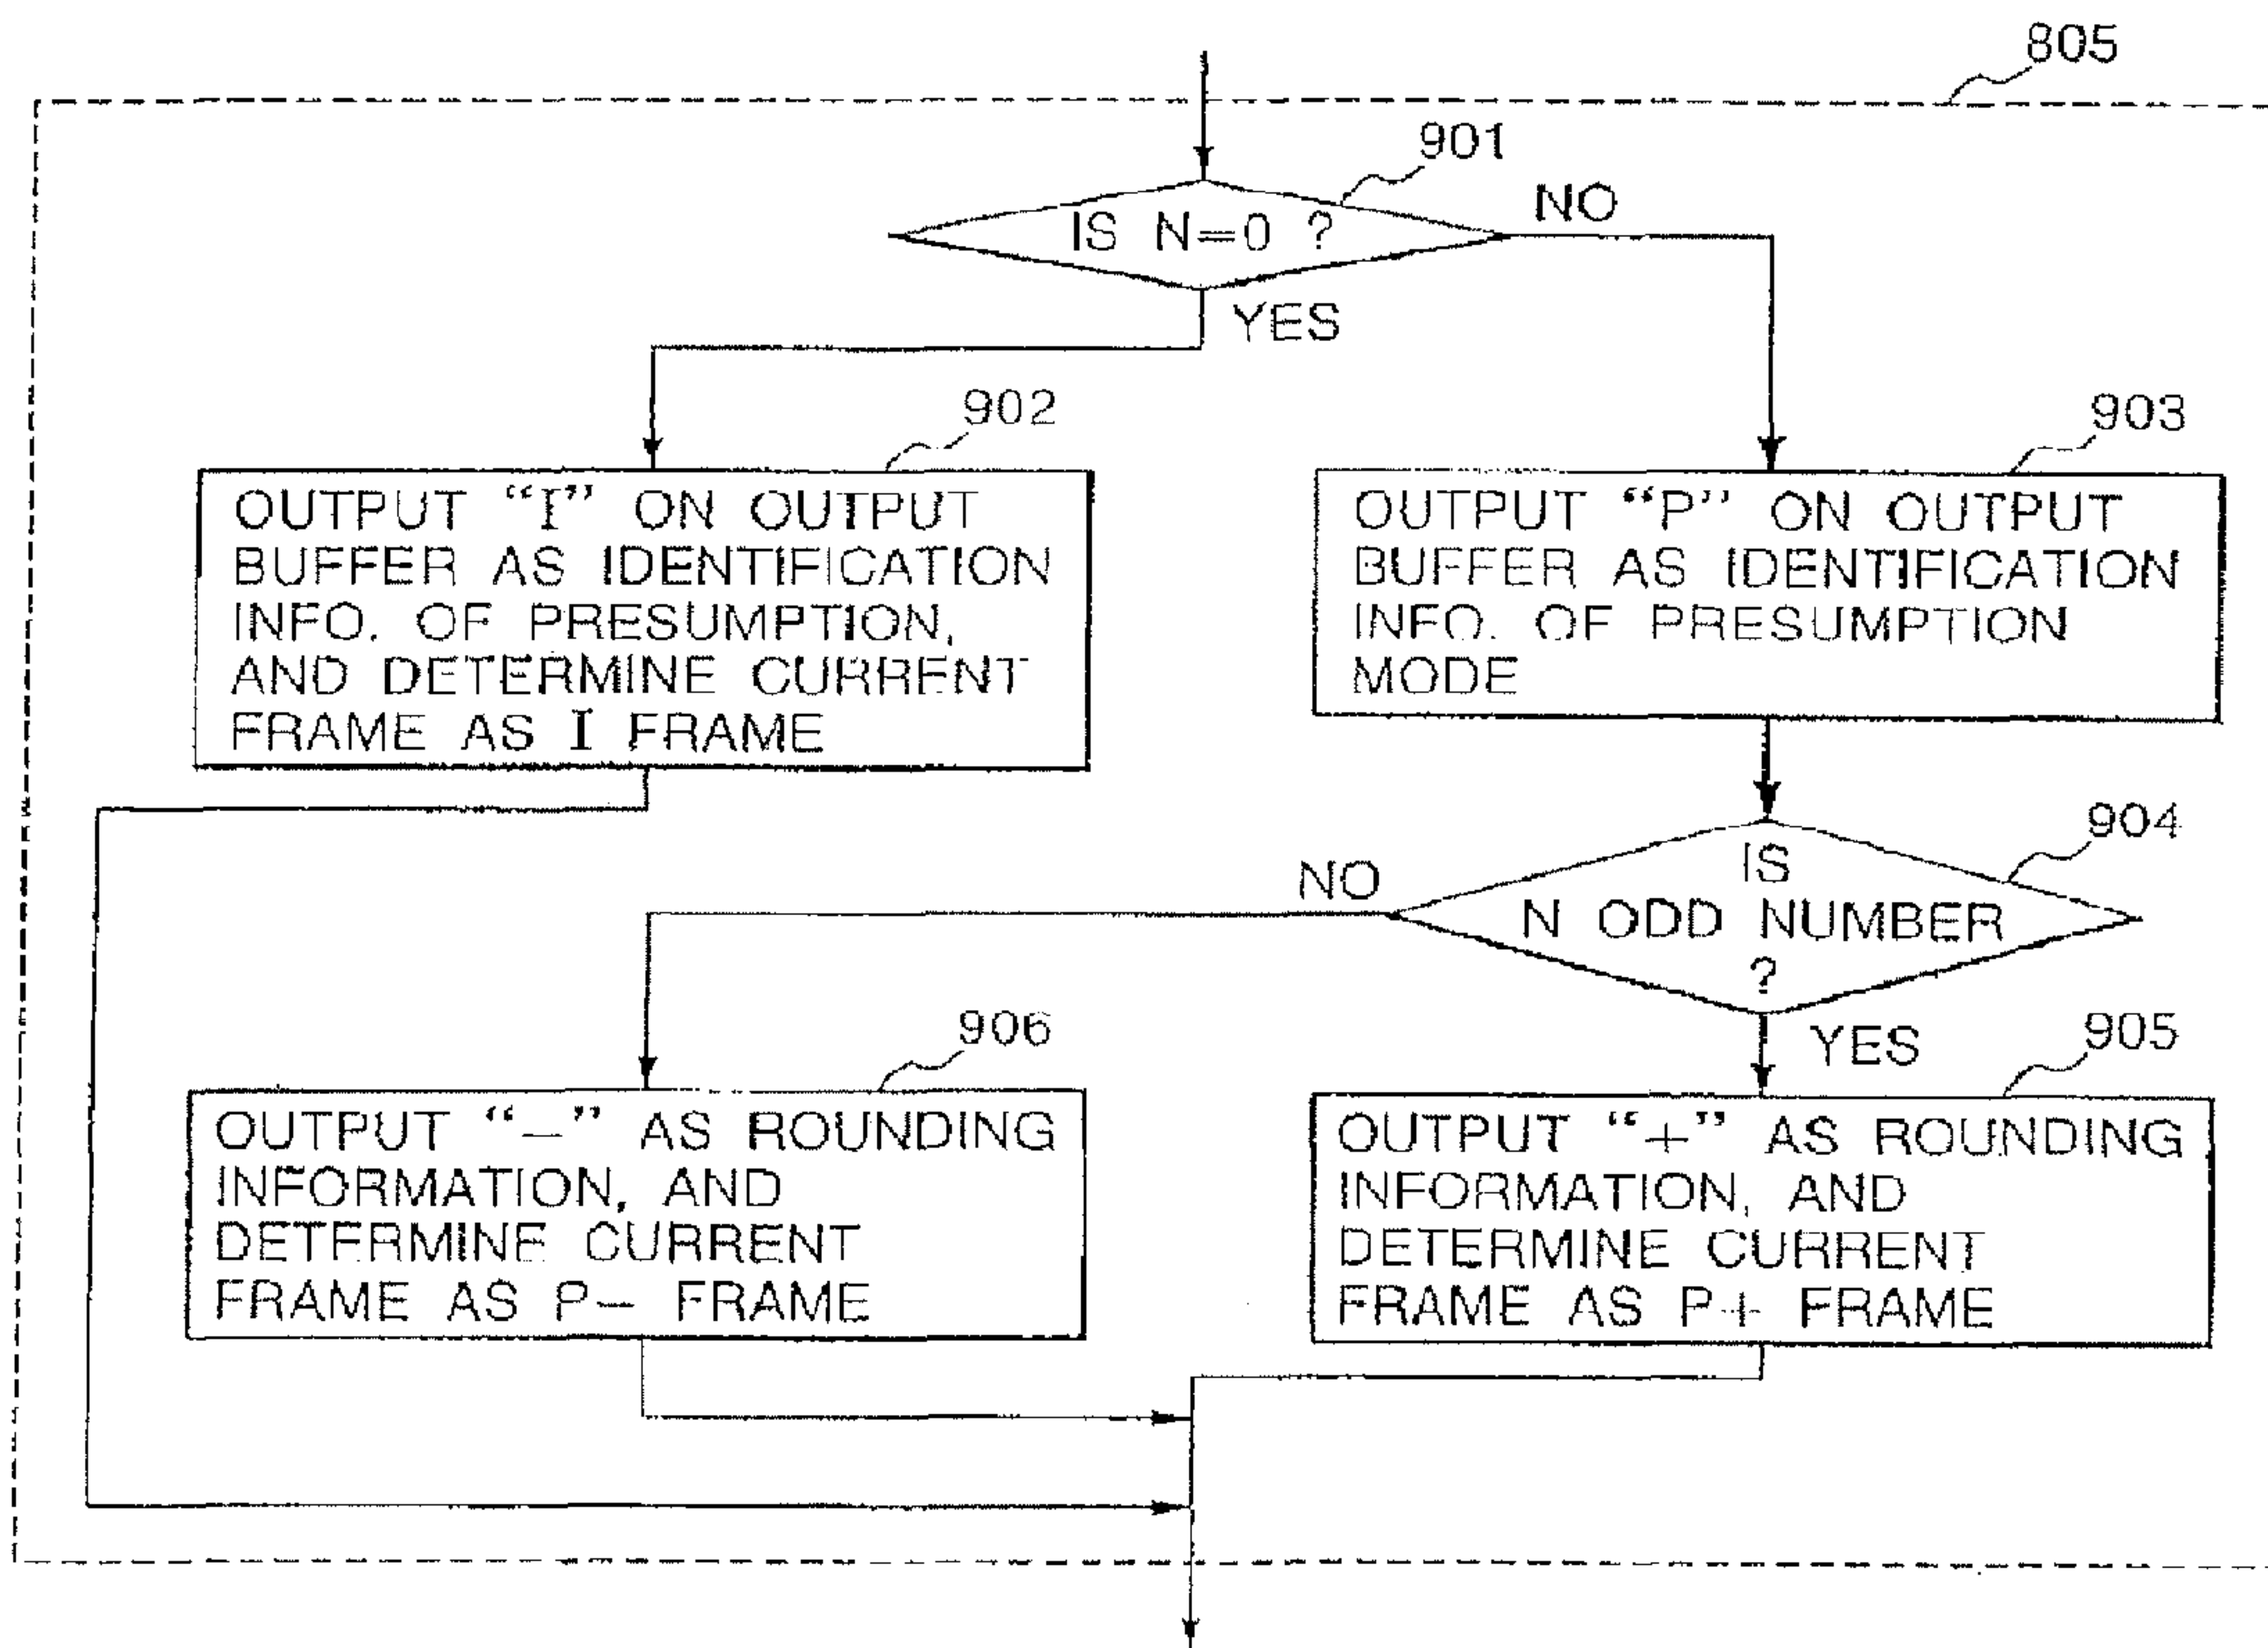 805
901
IS N=0 ?
NO
YES
902
903
OUTPUT “I” ON OUTPUT
BUFFER AS IDENTIFICATION
INFO. OF PRESUMPTION,
AND DETERMINE CURRENT
FRAME AS I FRAME
OUTPUT “P” ON OUTPUT
BUFFER AS IDENTIFICATION
INFO. OF PRESUMPTION
MODE
904
IS
N ODD NUMBER
?
NO
YES
906
905
OUTPUT “−” AS ROUNDING
INFORMATION, AND
DETERMINE CURRENT
FRAME AS P− FRAME
OUTPUT “+” AS ROUNDING
INFORMATION, AND
DETERMINE CURRENT
FRAME AS P+ FRAME